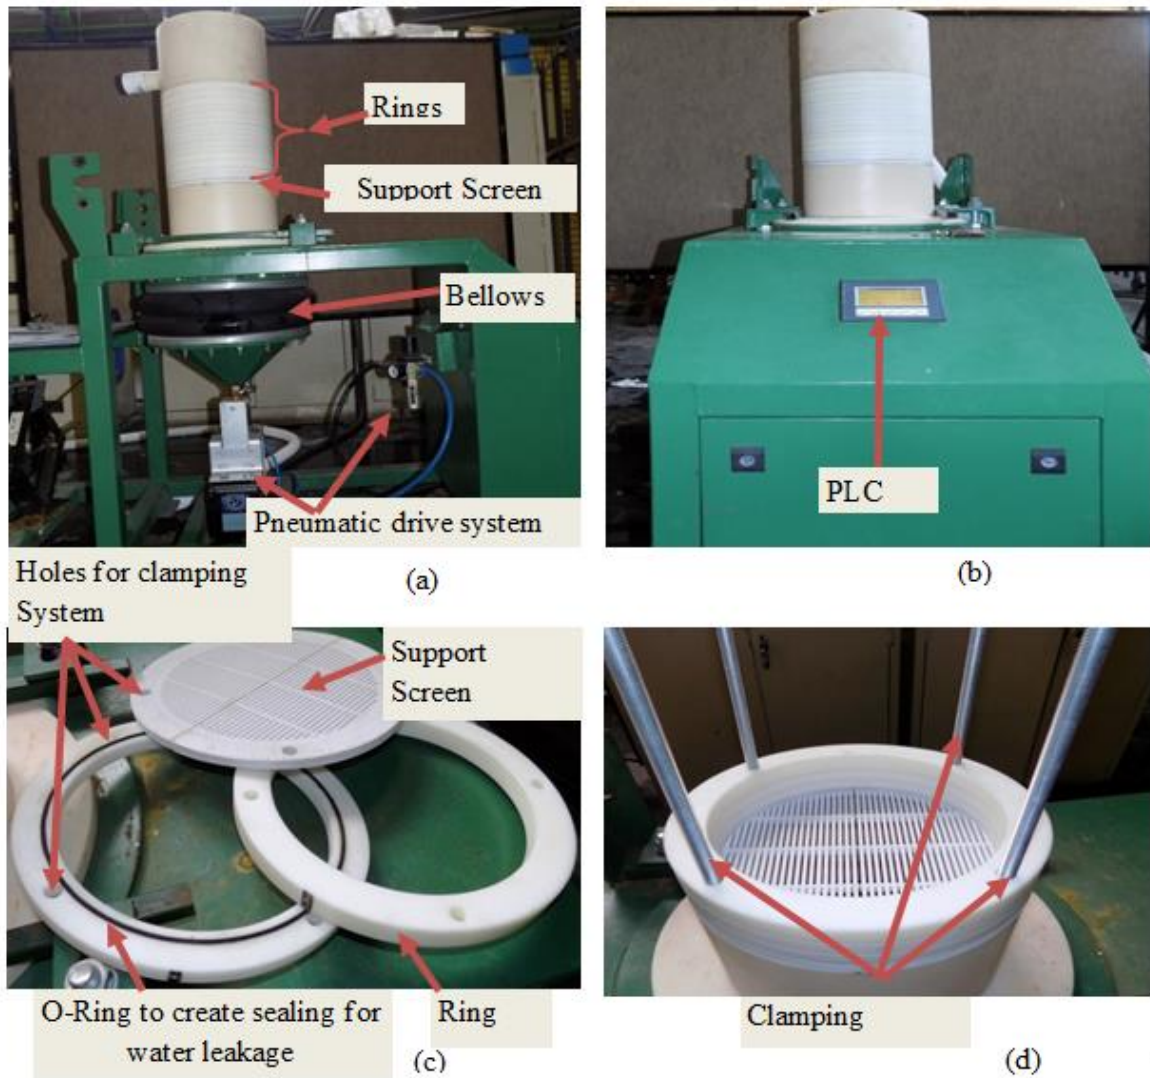 Rings
Support Screen
Bellows
Pneumatic drive system
(a)
PLC
(b)
Holes for clamping
System
Support
Screen
O-Ring to create sealing for
water leakage
Ring
(c)
Clamping
(d)